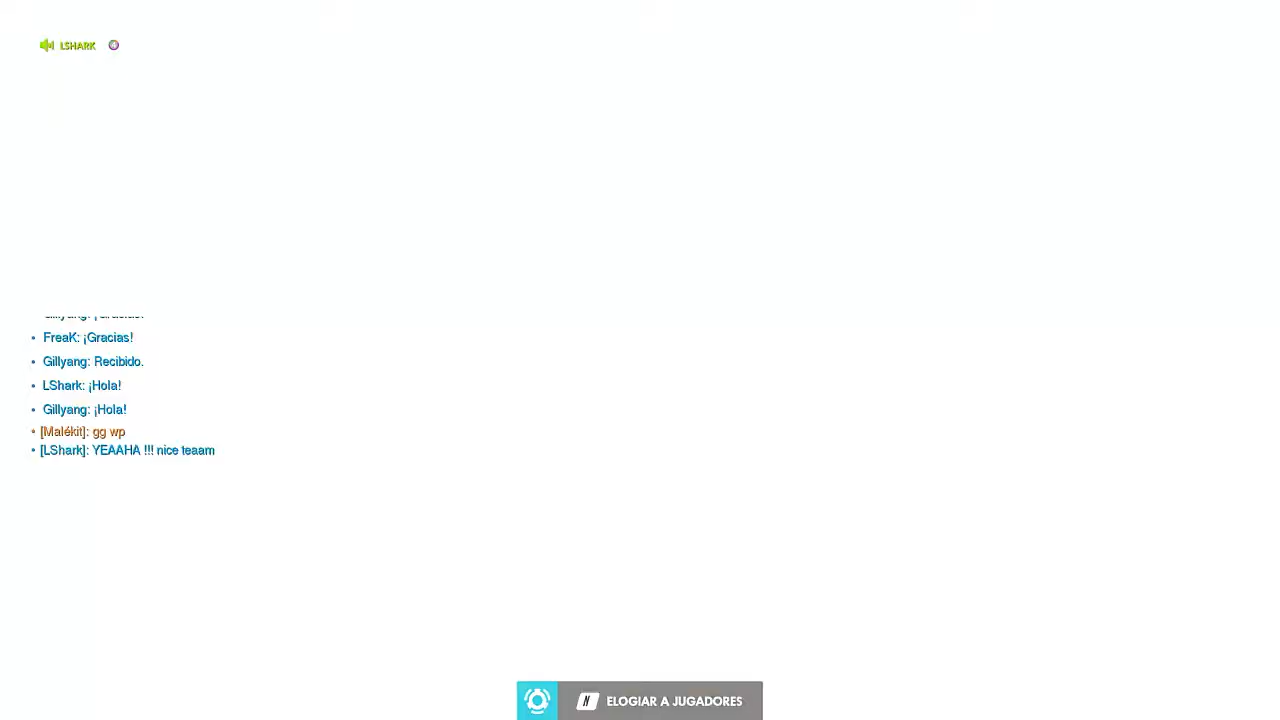 LSHARK
FreaK: ¡Gracias!
Gillyang: Recibido.
LShark: ¡Hola!
Gillyang: ¡Hola!
[Malékit]: gg wp
[LShark]: YEAAHA !!! nice teaam
N ELOGIAR A JUGADORES